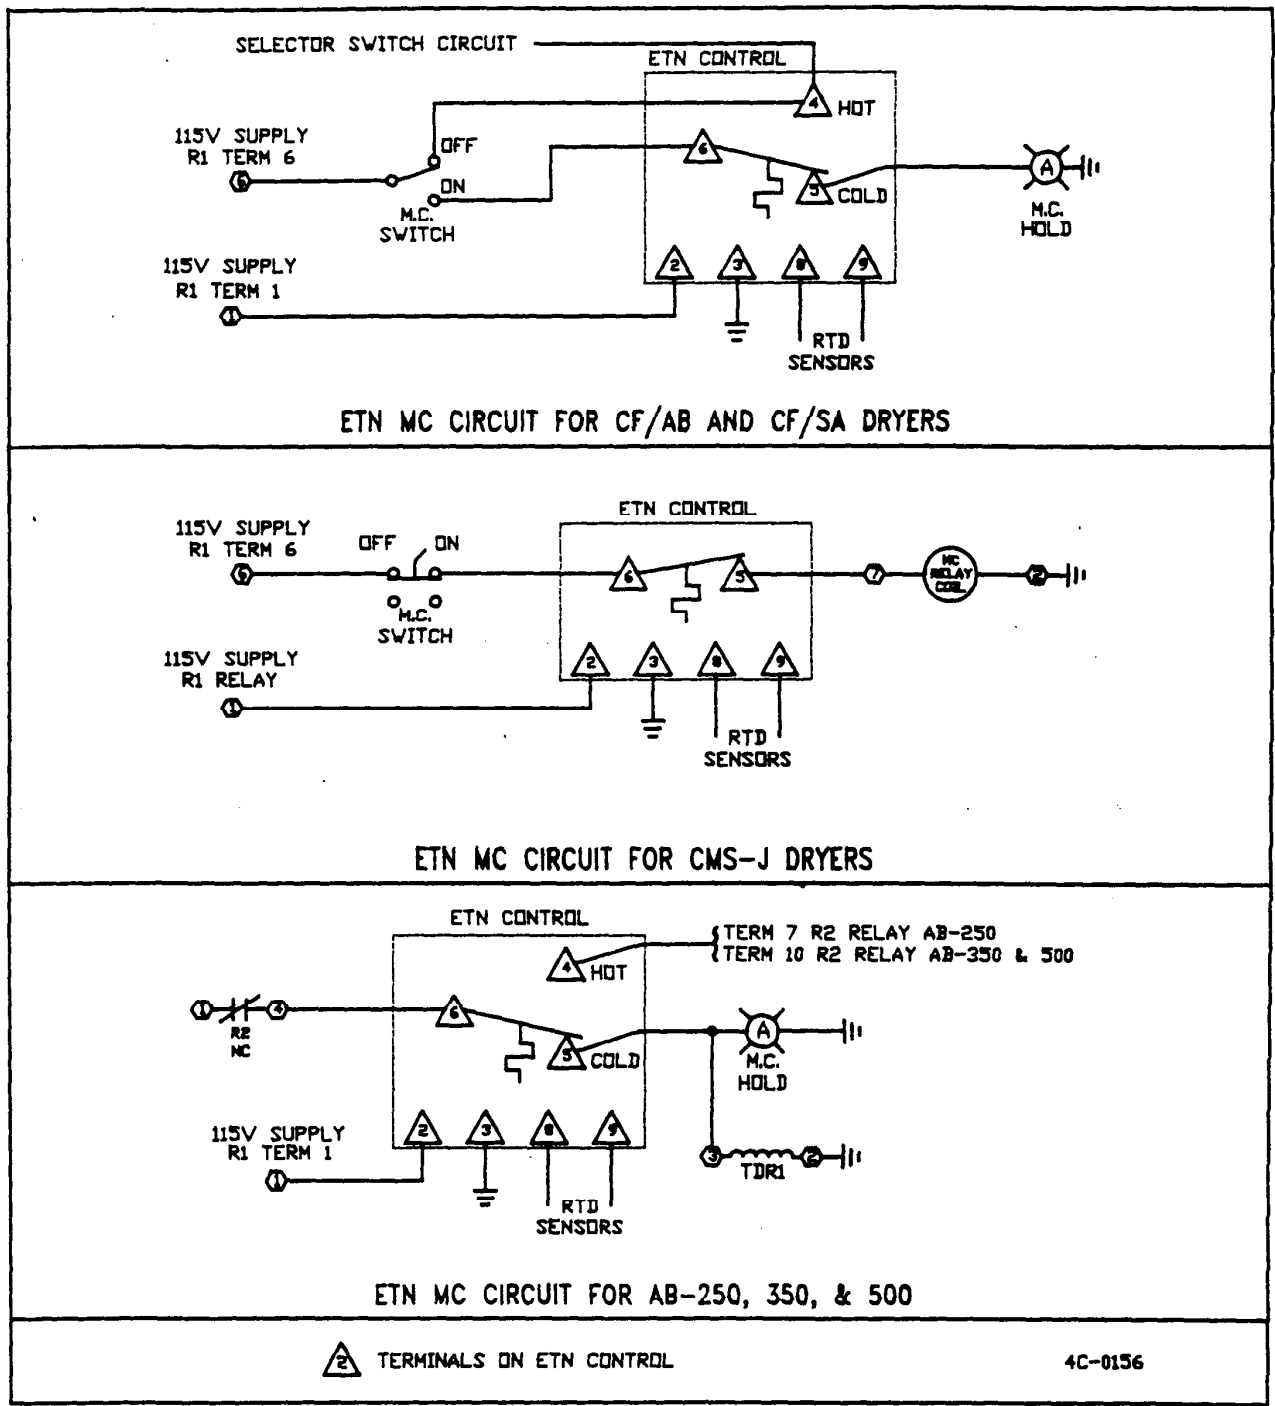 SELECTOR SWITCH CIRCUIT
ETN CONTROL
4
HOT
115V SUPPLY
R1 TERM 6
6
OFF
ON
M.C.
SWITCH
6
5
COLD
A
M.C.
HOLD
115V SUPPLY
R1 TERM 1
1
2
3
8
9
RTD
SENSORS
ETN MC CIRCUIT FOR CF/AB AND CF/SA DRYERS
ETN CONTROL
115V SUPPLY
R1 TERM 6
6
OFF
ON
M.C.
SWITCH
6
5
7
MC
RELAY
COIL
2
115V SUPPLY
R1 RELAY
1
2
3
8
9
RTD
SENSORS
ETN MC CIRCUIT FOR CMS-J DRYERS
ETN CONTROL
4
HOT
TERM 7 R2 RELAY AB-250
TERM 10 R2 RELAY AB-350 & 500
1
4
R2
NC
6
5
COLD
A
M.C.
HOLD
115V SUPPLY
R1 TERM 1
1
2
3
8
9
RTD
SENSORS
3
2
TDR1
ETN MC CIRCUIT FOR AB-250, 350, & 500
2 TERMINALS ON ETN CONTROL
4C-0156